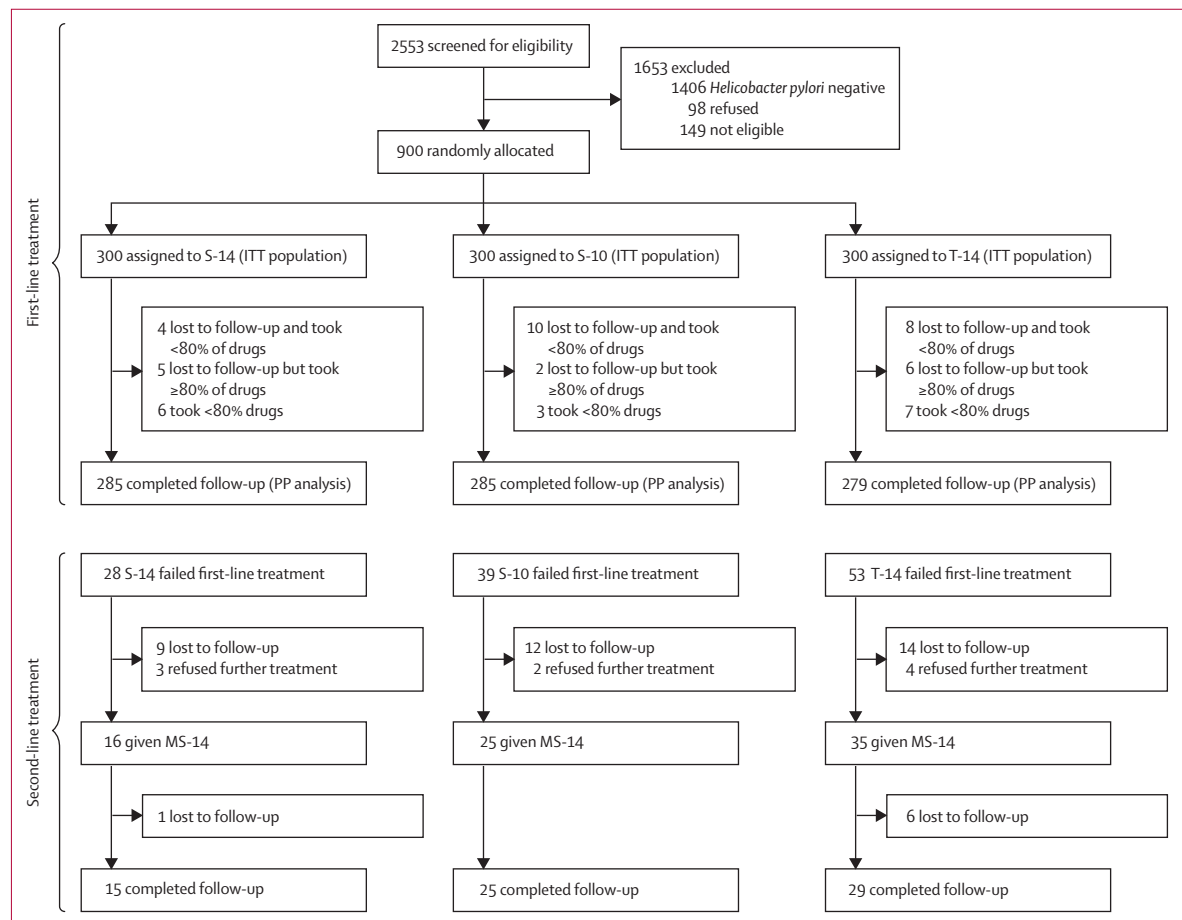 First-line treatment
2553 screened for eligibility
1653 excluded
1406 Helicobacter pylori negative
98 refused
149 not eligible
900 randomly allocated
300 assigned to S-14 (ITT population)
300 assigned to S-10 (ITT population)
300 assigned to T-14 (ITT population)
4 lost to follow-up and took
<80% of drugs
5 lost to follow-up but took
≥80% of drugs
6 took <80% drugs
10 lost to follow-up and took
<80% of drugs
2 lost to follow-up but took
≥80% of drugs
3 took <80% drugs
8 lost to follow-up and took
<80% of drugs
6 lost to follow-up but took
≥80% of drugs
7 took <80% drugs
285 completed follow-up (PP analysis)
285 completed follow-up (PP analysis)
279 completed follow-up (PP analysis)
Second-line treatment
28 S-14 failed first-line treatment
39 S-10 failed first-line treatment
53 T-14 failed first-line treatment
9 lost to follow-up
3 refused further treatment
12 lost to follow-up
2 refused further treatment
14 lost to follow-up
4 refused further treatment
16 given MS-14
25 given MS-14
35 given MS-14
1 lost to follow-up
6 lost to follow-up
15 completed follow-up
25 completed follow-up
29 completed follow-up